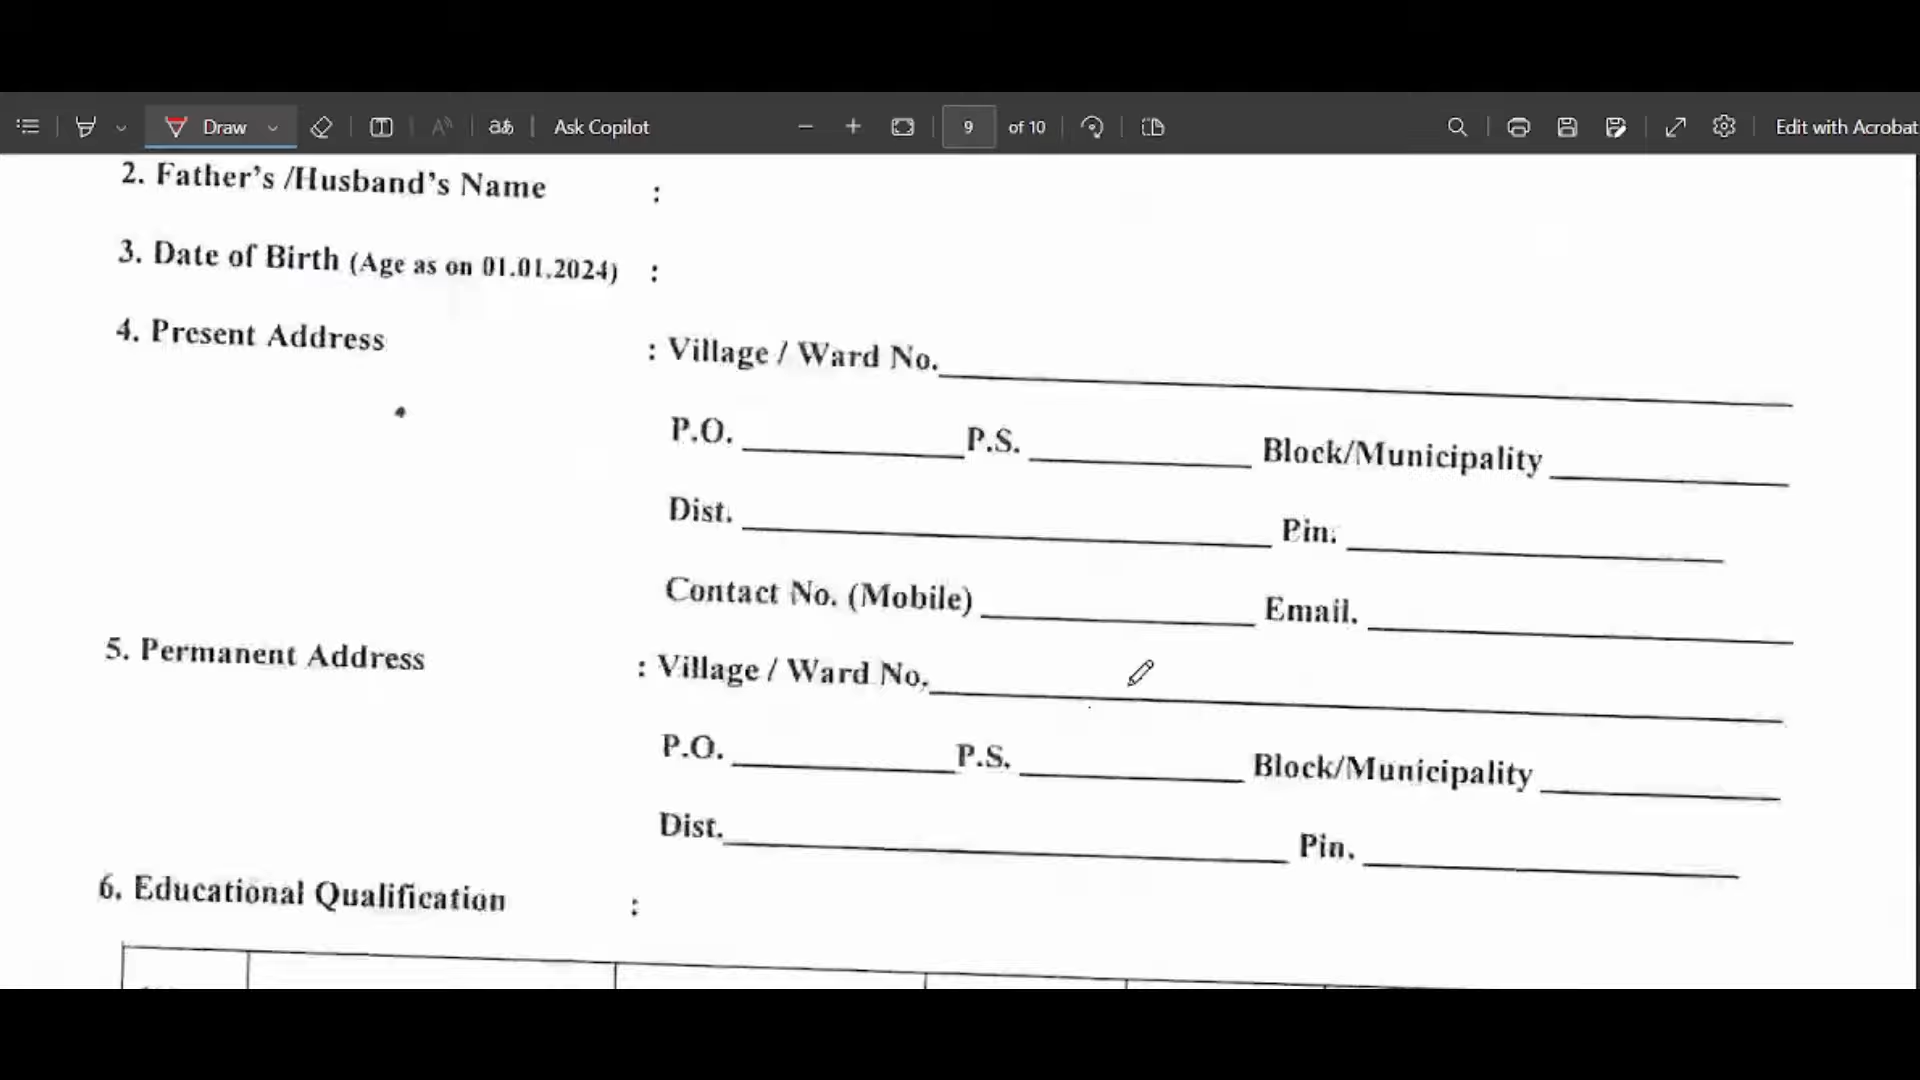 Draw Ask Copilot 9 of 10 Edit with Acrobat
2. Father's /Husband's Name :
3. Date of Birth (Age as on 01.01.2024) :
4. Present Address : Village / Ward No.
P.O. P.S. Block/Municipality
Dist. Pin.
Contact No. (Mobile) Email.
5. Permanent Address : Village / Ward No.
P.O. P.S. Block/Municipality
Dist. Pin.
6. Educational Qualification :